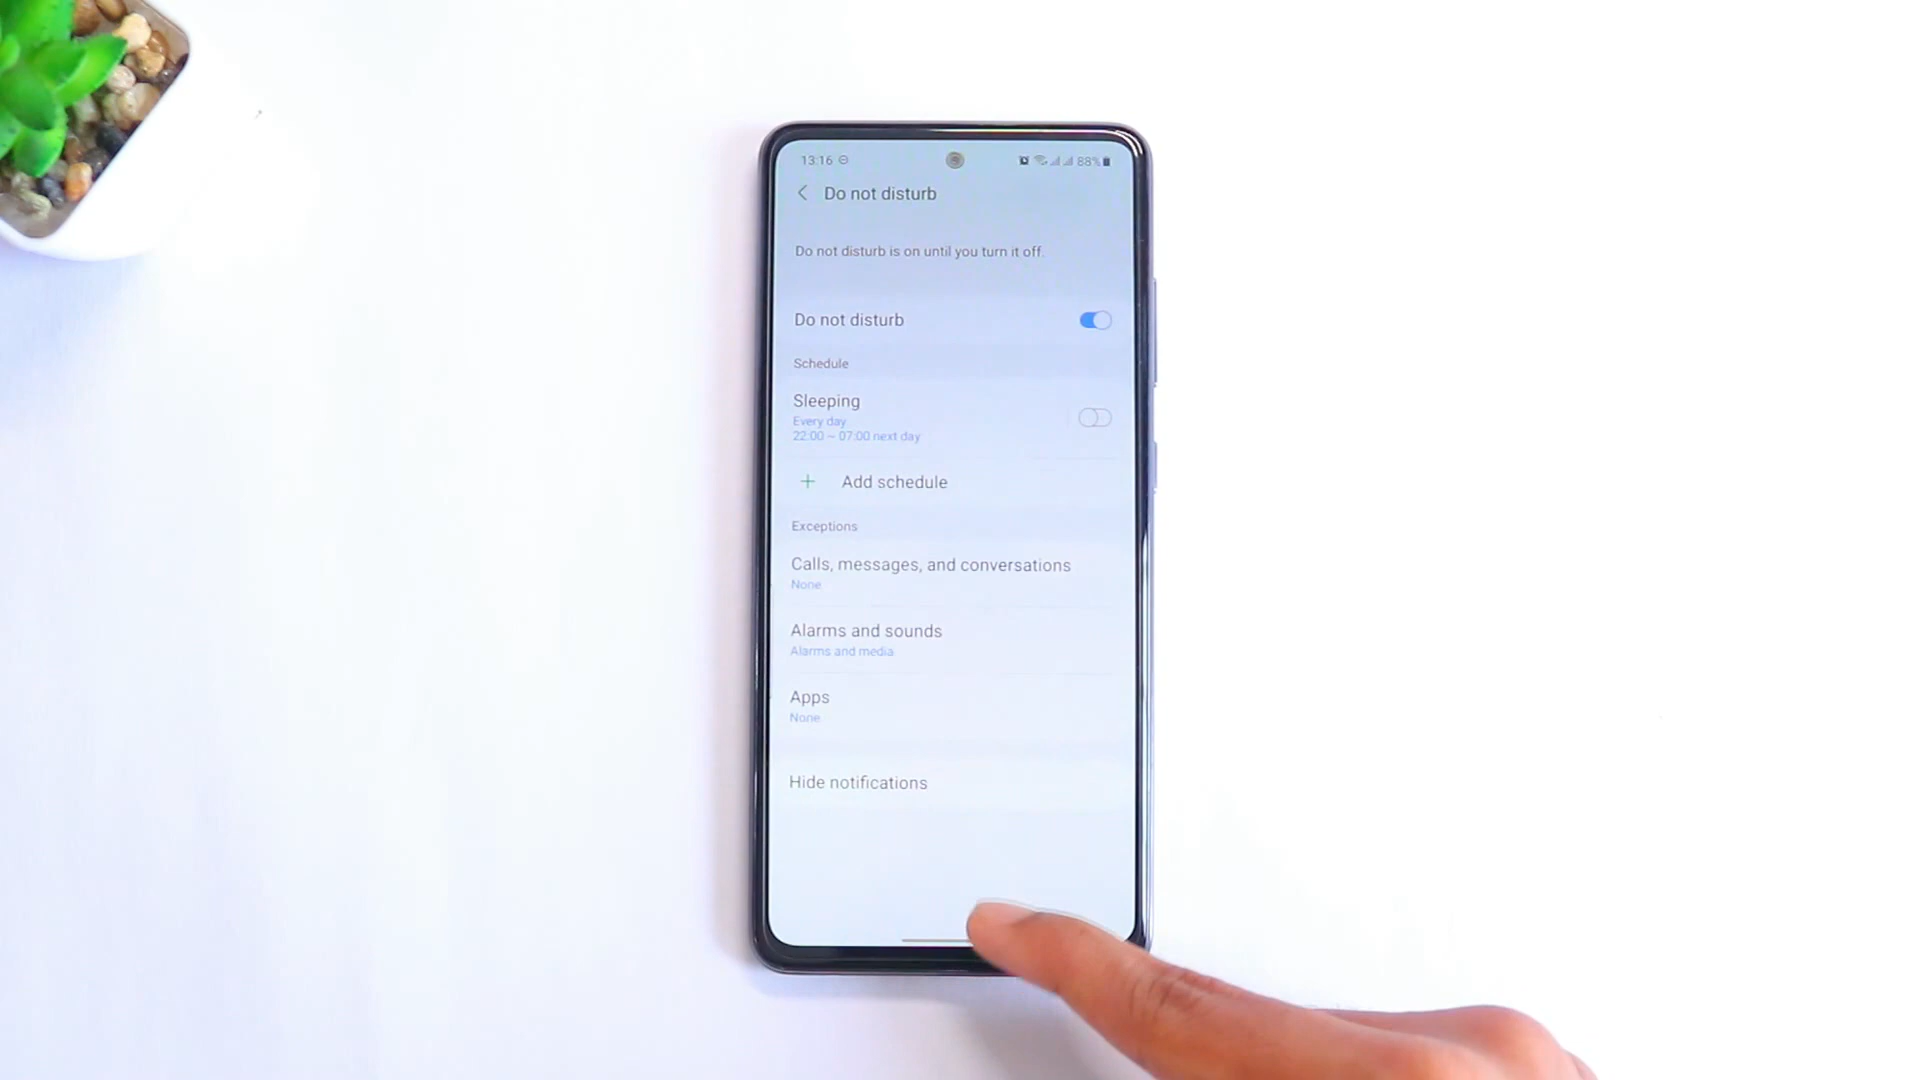 13:16
88%
Do not disturb
Do not disturb is on until you turn it off.
Do not disturb
Schedule
Sleeping
Every day
22:00 ~ 07:00 next day
+ Add schedule
Exceptions
Calls, messages, and conversations
None
Alarms and sounds
Alarms and media
Apps
None
Hide notifications